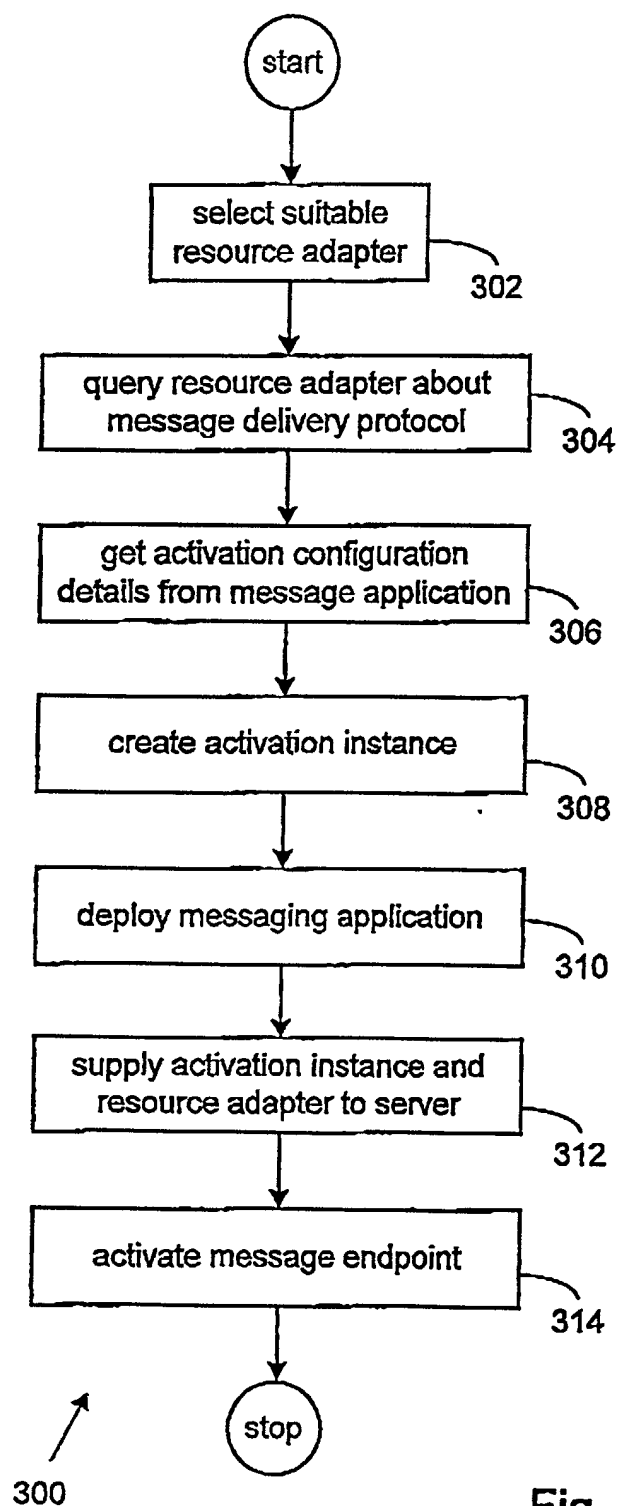 start
select suitable
resource adapter
302
query resource adapter about
message delivery protocol
304
get activation configuration
details from message application
306
create activation instance
308
deploy messaging application
310
supply activation instance and
resource adapter to server
312
activate message endpoint
314
stop
300
Fig